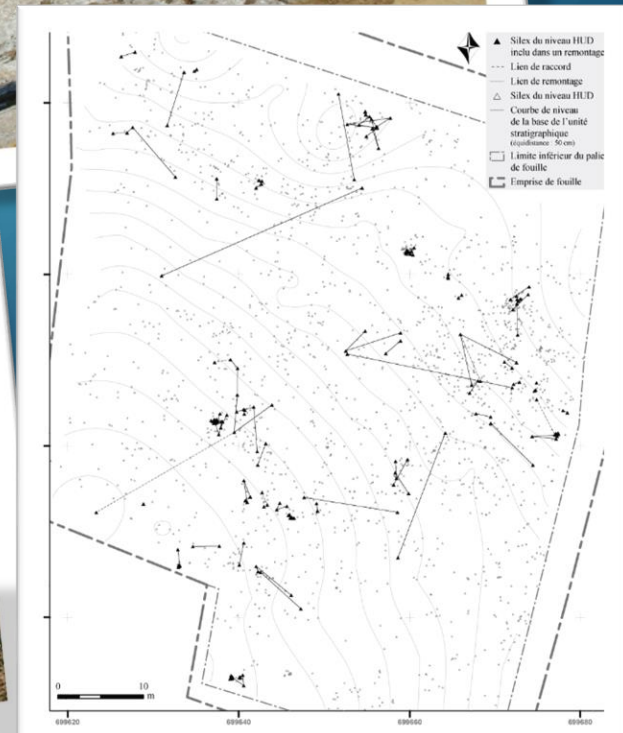 Silex du niveau HUD
inclu dans un remontage
Lien de raccord
Lien de remontage
Silex du niveau HUD
Courbe de niveau
de la base de l'unité
stratigraphique
(équidistance : 50 cm)
Limite inférieur du palie
de fouille
Emprise de fouille
0 10
m
699620 699640 699660 699680